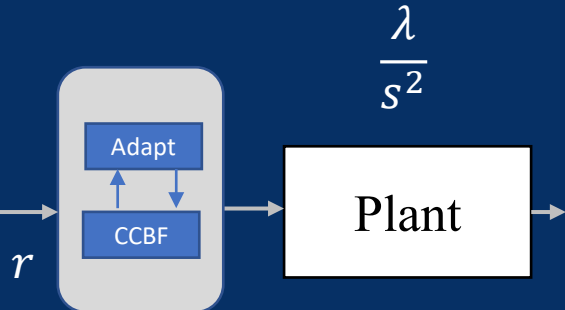 λ
s²
Adapt
CCBF
Plant
r